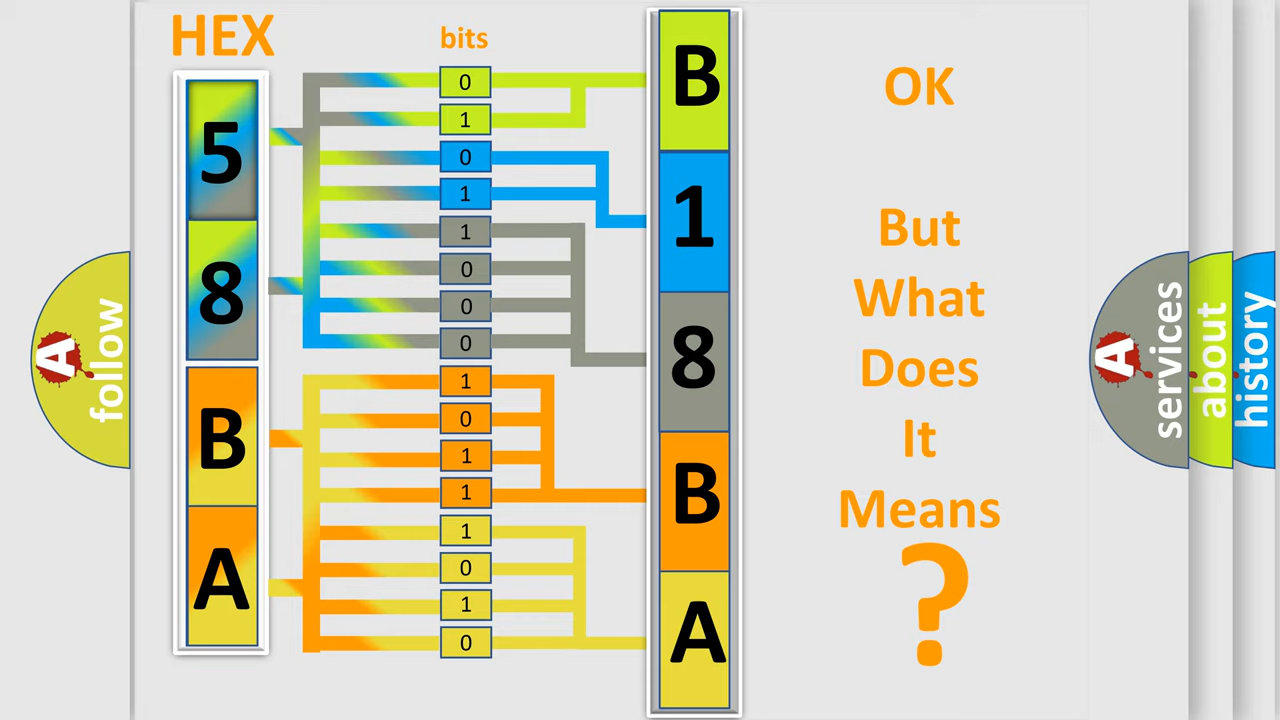 HEX
bits
5
8
B
A
0
1
0
1
1
0
0
0
1
0
1
1
1
0
1
0
B
1
8
B
A
OK
But
What
Does
It
Means
?
A
follow
A
services
about
history